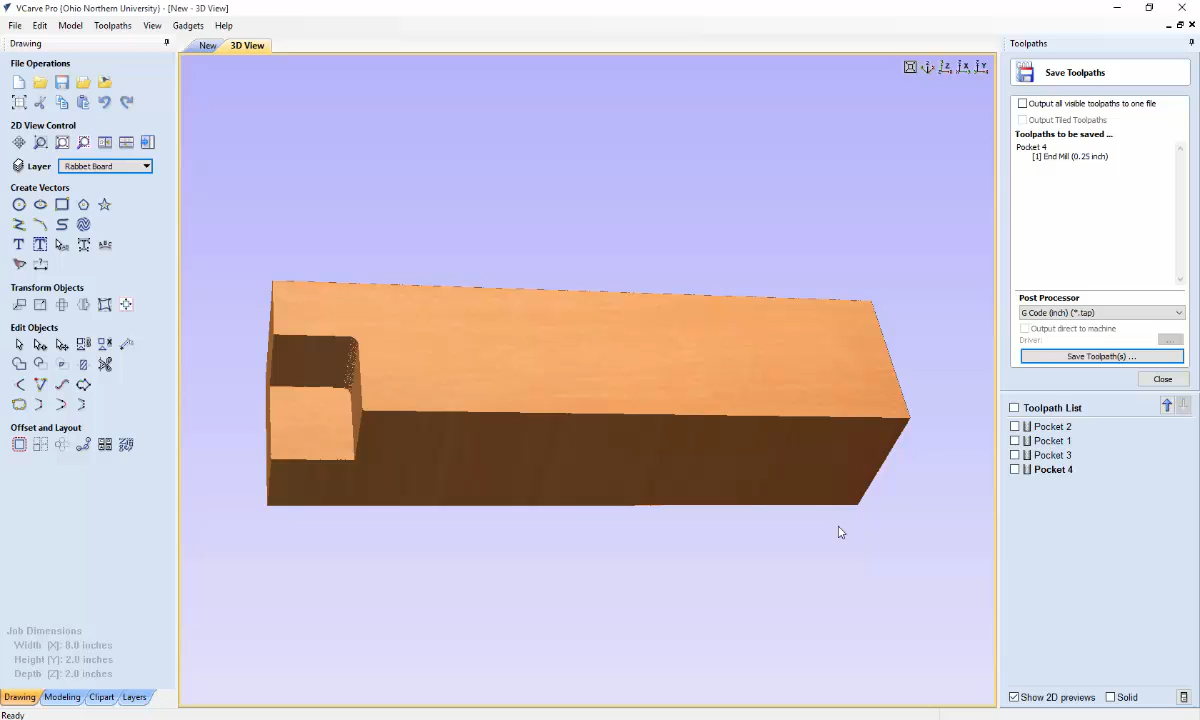 VCarve Pro {Ohio Northern University} - [New - 3D View]
File Edit Model Toolpaths View Gadgets Help
Drawing
File Operations
2D View Control
Layer Rabbet Board
Create Vectors
Transform Objects
Edit Objects
Offset and Layout
Job Dimensions
Width [X]: 8.0 inches
Height [Y]: 2.0 inches
Depth [Z]: 2.0 inches
Drawing Modeling Clipart Layers
Ready
New 3D View
Toolpaths
Save Toolpaths
Output all visible toolpaths to one file
Output Tiled Toolpaths
Toolpaths to be saved ...
Pocket 4
[1] End Mill (0.25 inch)
Post Processor
G Code (inch) (*.tap)
Output direct to machine
Driver: ...
Save Toolpath(s) ...
Close
Toolpath List
Pocket 2
Pocket 1
Pocket 3
Pocket 4
Show 2D previews Solid